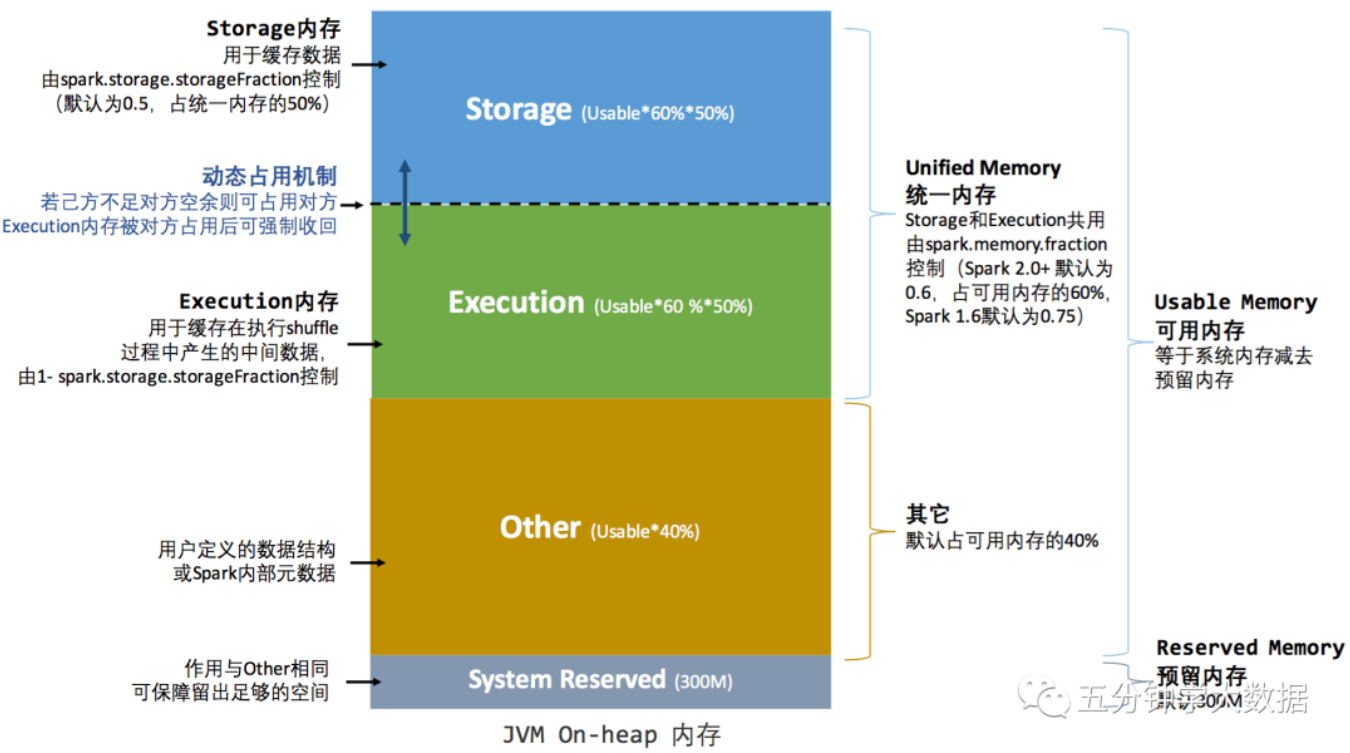 Storage内存
用于缓存数据
由spark.storage.storageFraction控制
（默认为0.5，占统一内存的50%）
动态占用机制
若己方不足对方空余则可占用对方
Execution内存被对方占用后可强制收回
Execution内存
用于缓存在执行shuffle
过程中产生的中间数据，
由1- spark.storage.storageFraction控制
用户定义的数据结构
或Spark内部元数据
作用与Other相同
可保障留出足够的空间
Storage (Usable*60%*50%)
Execution (Usable*60 %*50%)
Other (Usable*40%)
System Reserved (300M)
JVM On-heap 内存
Unified Memory
统一内存
Storage和Execution共用
由spark.memory.fraction
控制（Spark 2.0+ 默认为
0.6，占可用内存的60%，
Spark 1.6默认为0.75）
其它
默认占可用内存的40%
Usable Memory
可用内存
等于系统内存减去
预留内存
Reserved Memory
预留内存
默认300M
五分钟学大数据